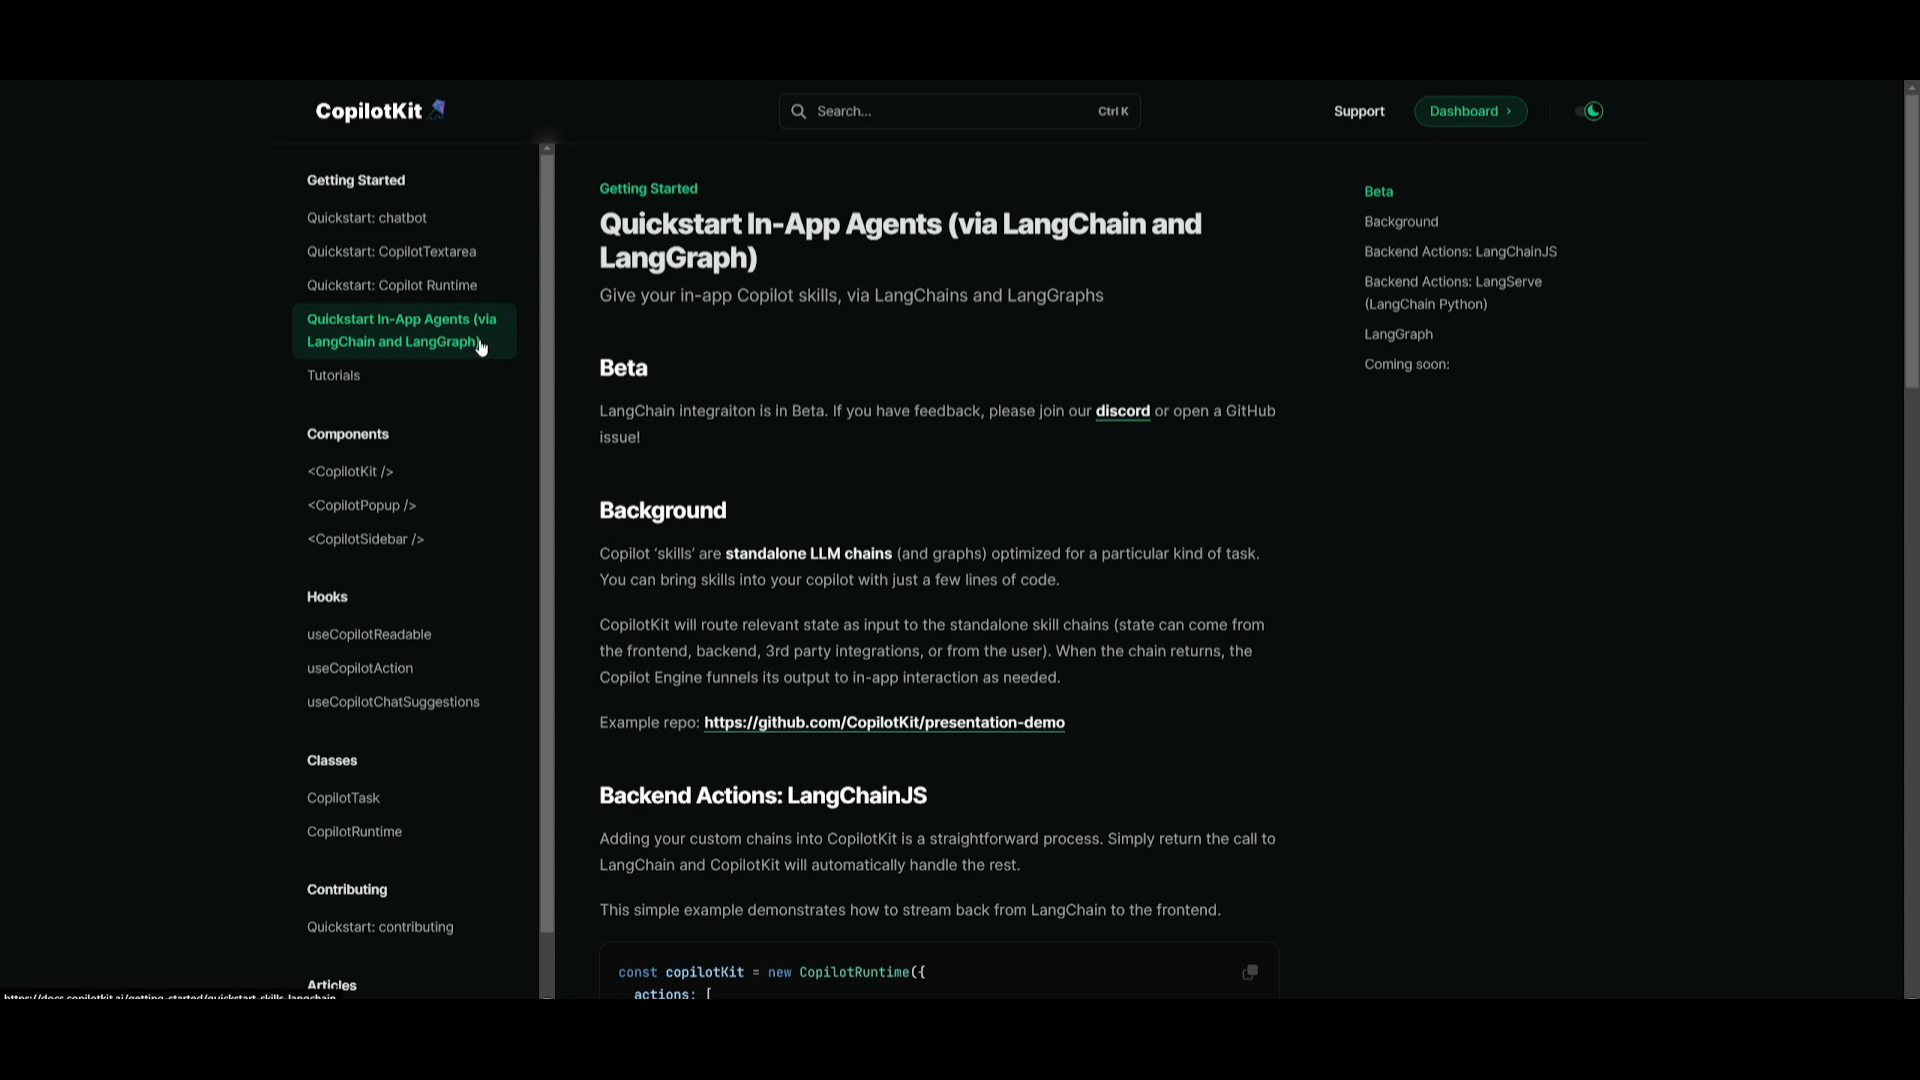 CopilotKit
Search...
Ctrl K
Support
Dashboard ›
Getting Started
Quickstart: chatbot
Quickstart: CopilotTextarea
Quickstart: Copilot Runtime
Quickstart In-App Agents (via
LangChain and LangGraph)
Tutorials
Components
<CopilotKit />
<CopilotPopup />
<CopilotSidebar />
Hooks
useCopilotReadable
useCopilotAction
useCopilotChatSuggestions
Classes
CopilotTask
CopilotRuntime
Contributing
Quickstart: contributing
Articles
https://docs.copilotkit.ai/getting-started/quickstart-skills-langchain
Getting Started
Quickstart In-App Agents (via LangChain and
LangGraph)
Give your in-app Copilot skills, via LangChains and LangGraphs
Beta
LangChain integraiton is in Beta. If you have feedback, please join our discord or open a GitHub
issue!
Background
Copilot ‘skills’ are standalone LLM chains (and graphs) optimized for a particular kind of task.
You can bring skills into your copilot with just a few lines of code.
CopilotKit will route relevant state as input to the standalone skill chains (state can come from
the frontend, backend, 3rd party integrations, or from the user). When the chain returns, the
Copilot Engine funnels its output to in-app interaction as needed.
Example repo: https://github.com/CopilotKit/presentation-demo
Backend Actions: LangChainJS
Adding your custom chains into CopilotKit is a straightforward process. Simply return the call to
LangChain and CopilotKit will automatically handle the rest.
This simple example demonstrates how to stream back from LangChain to the frontend.
const copilotKit = new CopilotRuntime({
actions: [
Beta
Background
Backend Actions: LangChainJS
Backend Actions: LangServe
(LangChain Python)
LangGraph
Coming soon: